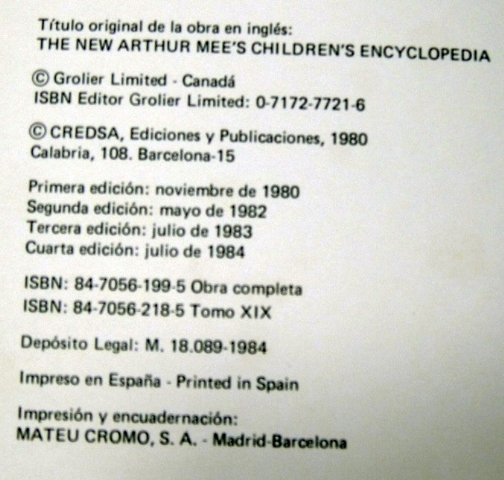 Título original de la obra en inglés:
THE NEW ARTHUR MEE'S CHILDREN'S ENCYCLOPEDIA
© Grolier Limited - Canadá
ISBN Editor Grolier Limited: 0-7172-7721-6
© CREDSA, Ediciones y Publicaciones, 1980
Calabria, 108. Barcelona-15
Primera edición: noviembre de 1980
Segunda edición: mayo de 1982
Tercera edición: julio de 1983
Cuarta edición: julio de 1984
ISBN: 84-7056-199-5 Obra completa
ISBN: 84-7056-218-5 Tomo XIX
Depósito Legal: M. 18.089-1984
Impreso en España - Printed in Spain
Impresión y encuadernación:
MATEU CROMO, S. A. - Madrid-Barcelona